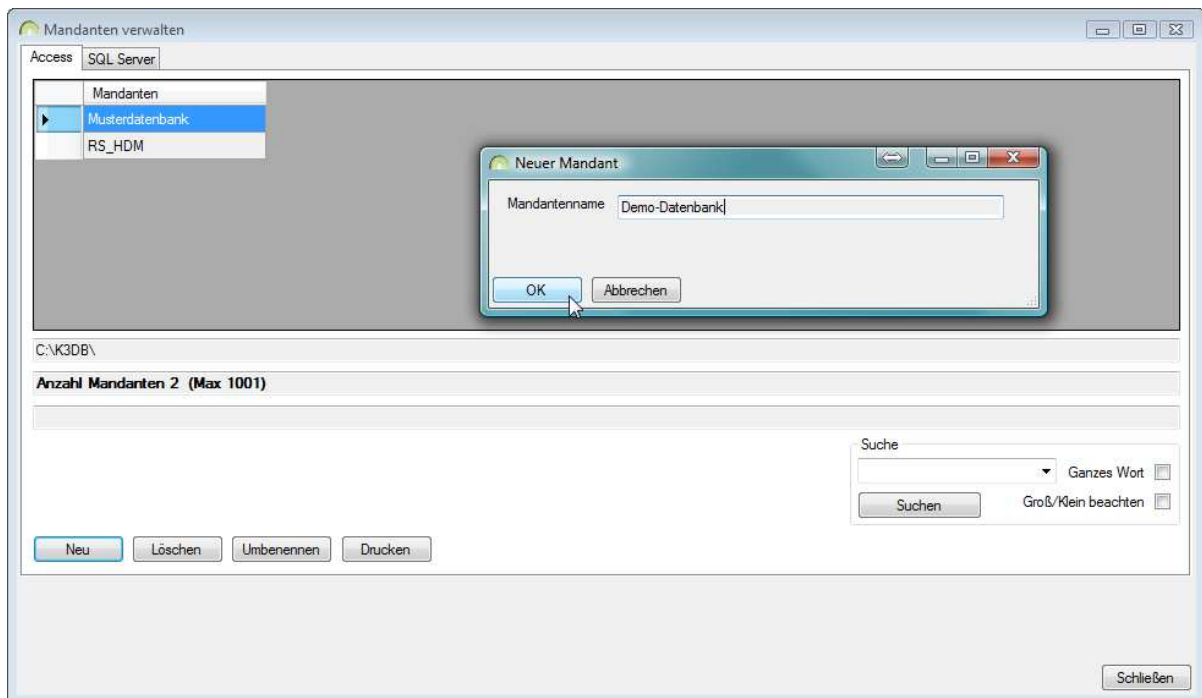 Mandanten verwalten
Access
SQL Server
Mandanten
Musterdatenbank
RS_HDM
Neuer Mandant
Mandantenname
Demo-Datenbank
OK
Abbrechen
C:\K3DB\
Anzahl Mandanten 2 (Max 1001)
Suche
Ganzes Wort
Suchen
Groß/Klein beachten
Neu
Löschen
Umbenennen
Drucken
Schließen